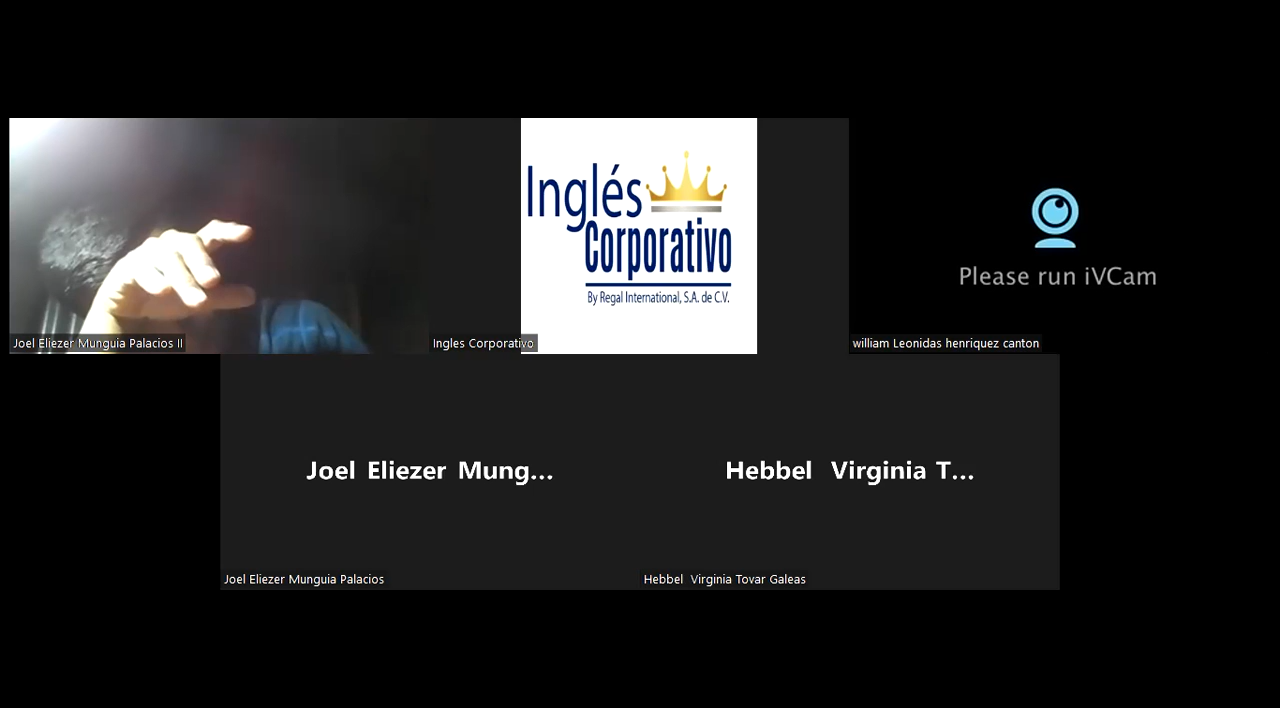 Inglés
Corporativo
By Regal International, S.A. de C.V.
Please run iVCam
Joel Eliezer Munguia Palacios II
Ingles Corporativo
william Leonidas henriquez canton
Joel Eliezer Mung...
Hebbel Virginia T...
Joel Eliezer Munguia Palacios
Hebbel Virginia Tovar Galeas